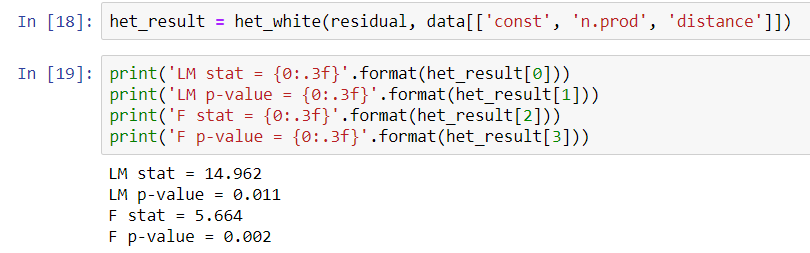 In [18]: het_result = het_white(residual, data[['const', 'n.prod', 'distance']])
In [19]: print('LM stat = {0:.3f}'.format(het_result[0]))
print('LM p-value = {0:.3f}'.format(het_result[1]))
print('F stat = {0:.3f}'.format(het_result[2]))
print('F p-value = {0:.3f}'.format(het_result[3]))
LM stat = 14.962
LM p-value = 0.011
F stat = 5.664
F p-value = 0.002